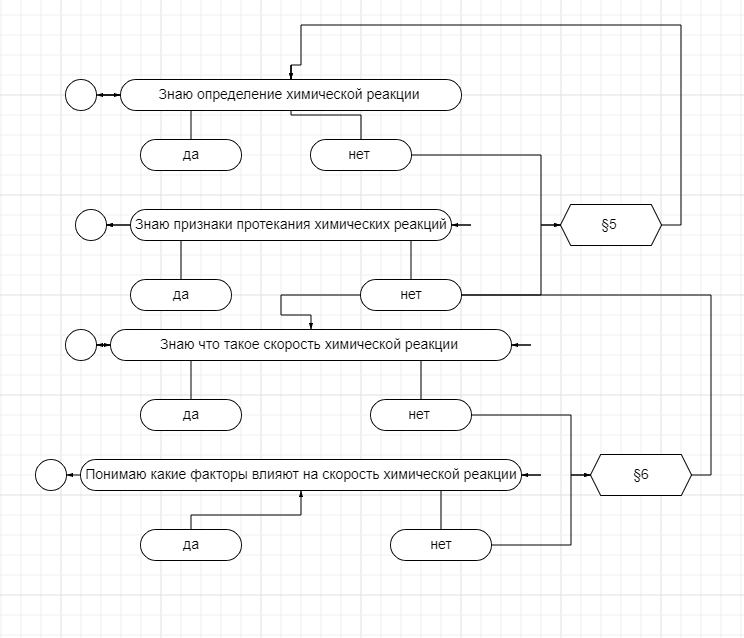 Знаю определение химической реакции
да
нет
Знаю признаки протекания химических реакций
§5
да
нет
Знаю что такое скорость химической реакции
да
нет
Понимаю какие факторы влияют на скорость химической реакции
§6
да
нет